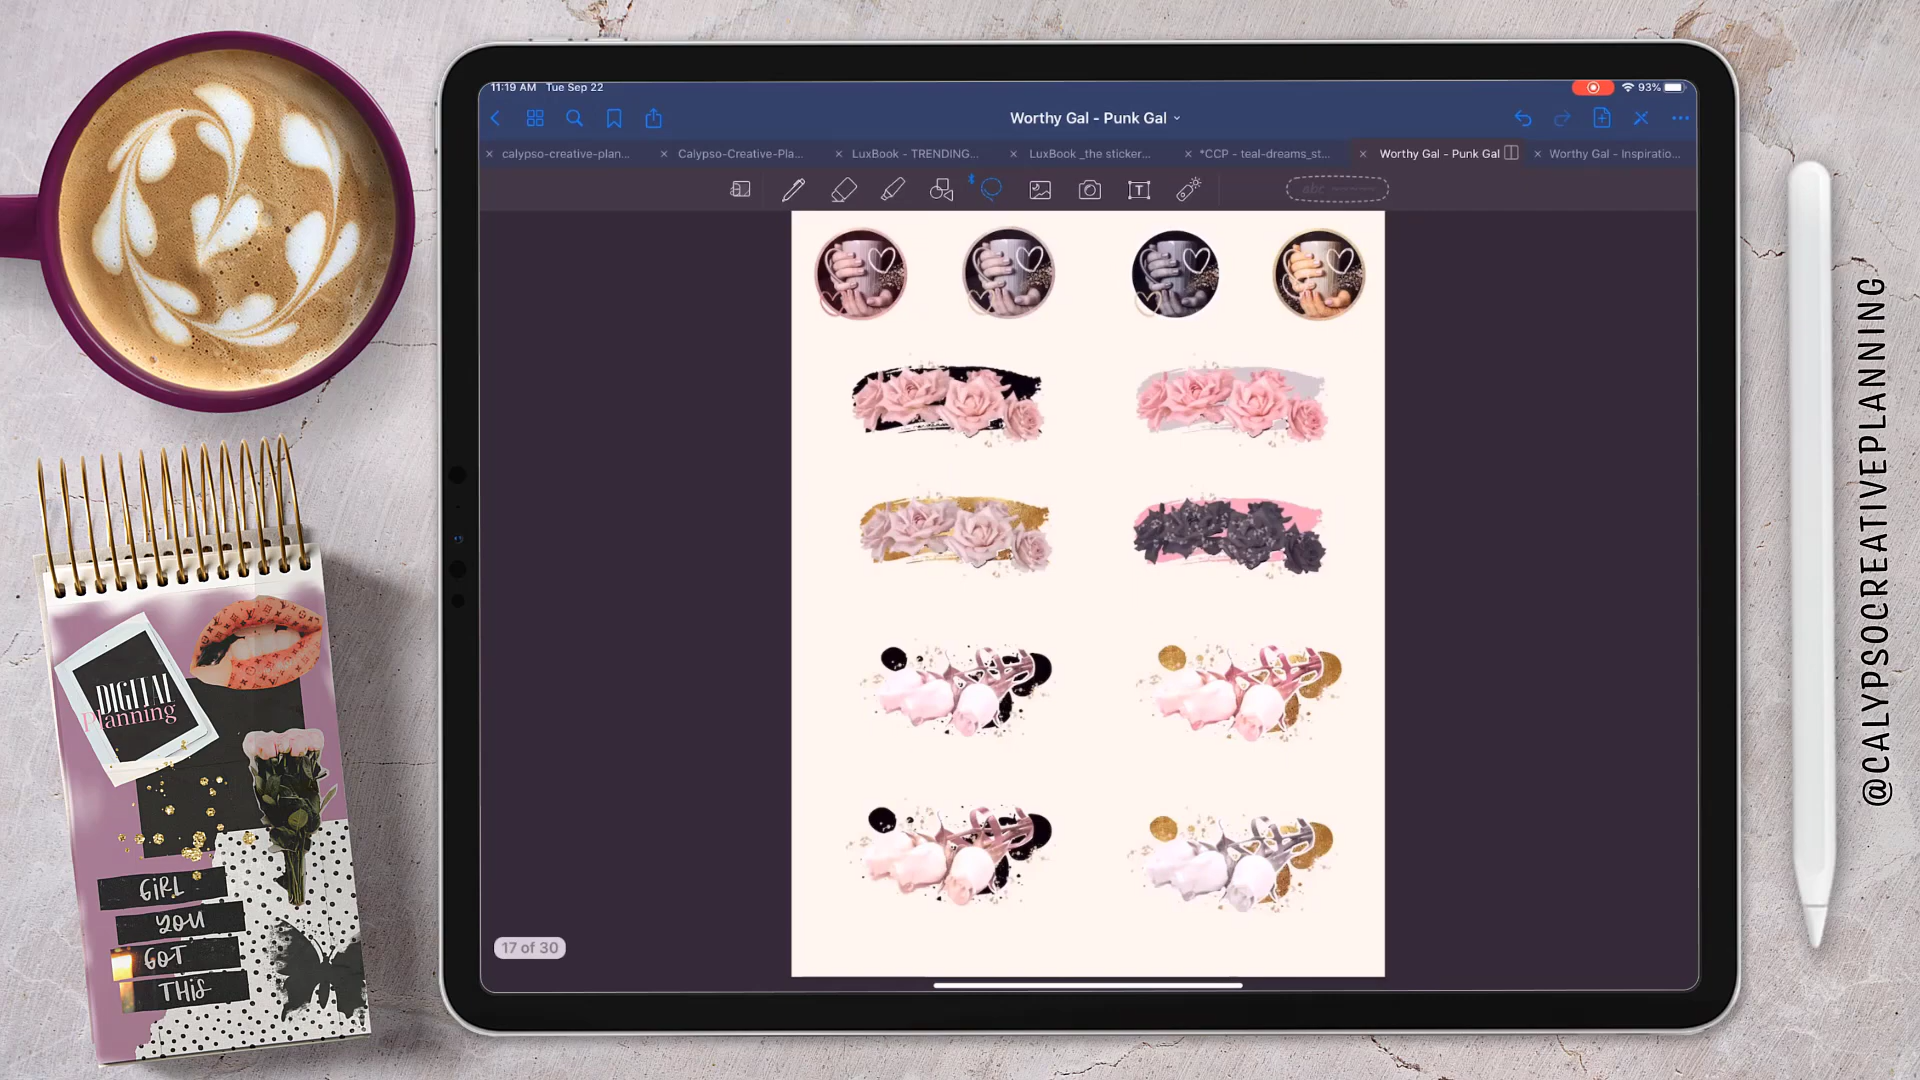 11:19 AM Tue Sep 22
93%
Worthy Gal - Punk Gal
calypso-creative-plan...
Calypso-Creative-Pla...
LuxBook - TRENDING...
LuxBook _the sticker...
*CCP - teal-dreams_st...
Worthy Gal - Punk Gal
Worthy Gal - Inspiratio...
T
abc
17 of 30
DIGITAL
Planning
GIRL
YOU
GOT
THIS
@CALYPSOCREATIVEPLANNING